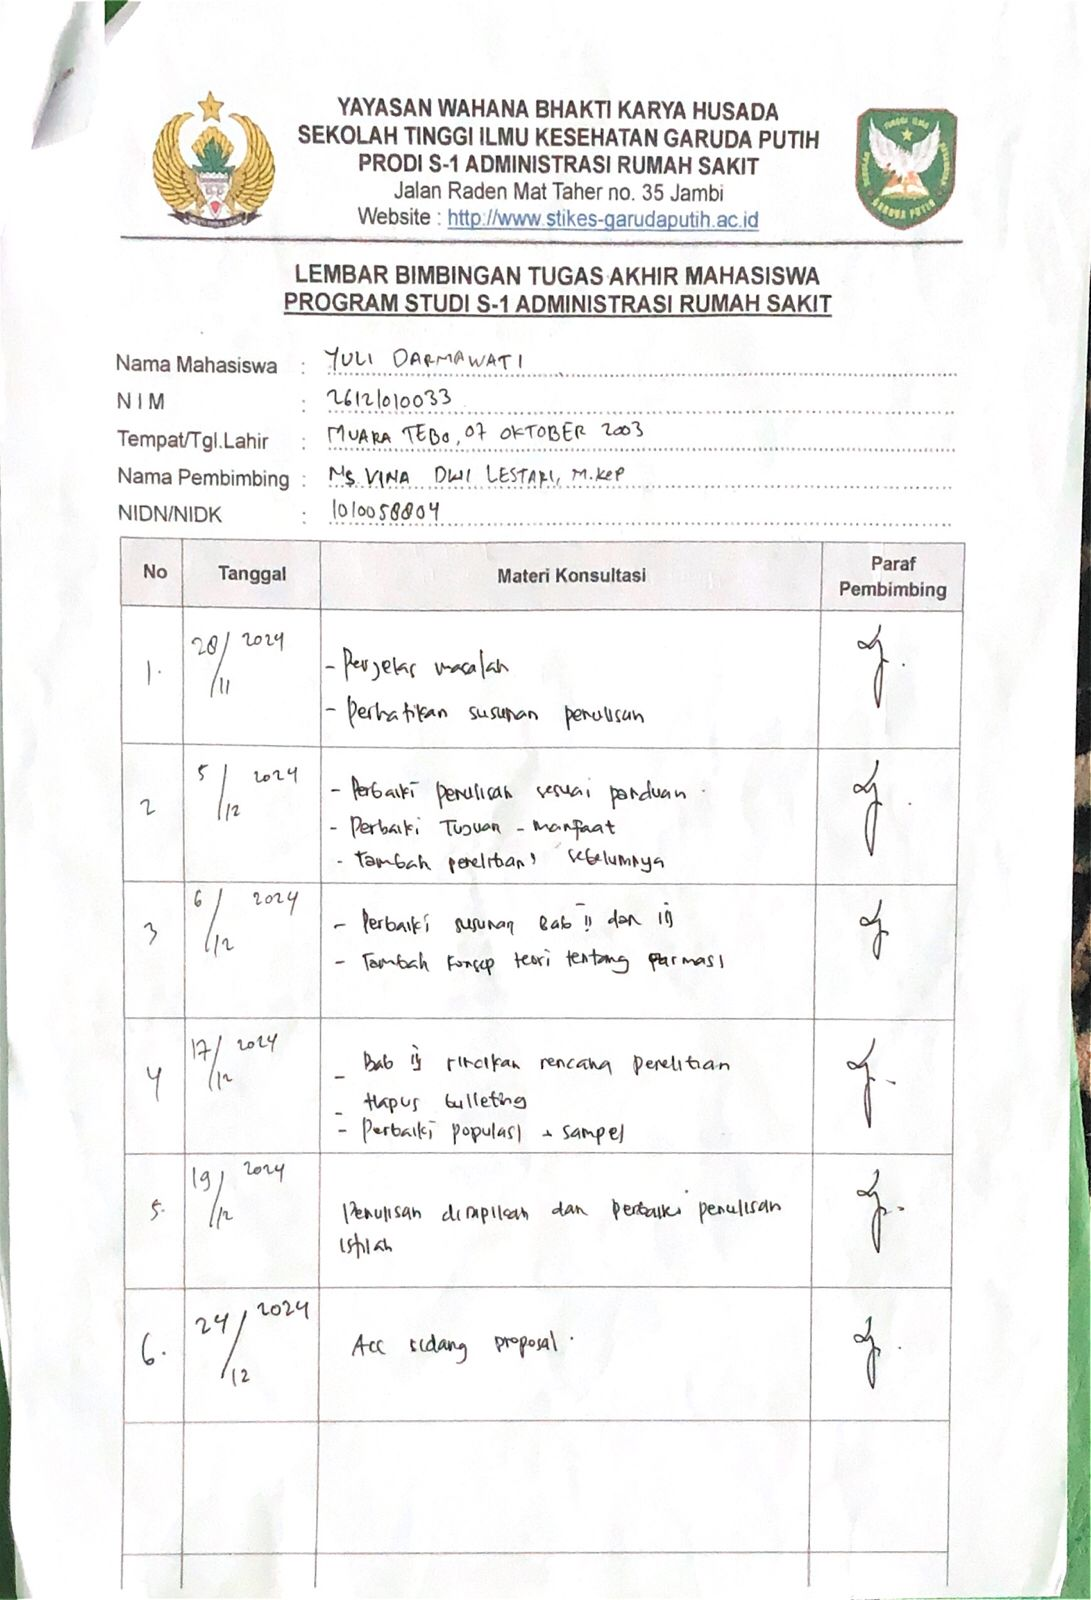 YAYASAN WAHANA BHAKTI KARYA HUSADA
SEKOLAH TINGGI ILMU KESEHATAN GARUDA PUTIH
PRODI S-1 ADMINISTRASI RUMAH SAKIT
Jalan Raden Mat Taher no. 35 Jambi
Website : http://www.stikes-garudaputih.ac.id
GARUDA PUTIH
LEMBAR BIMBINGAN TUGAS AKHIR MAHASISWA
PROGRAM STUDI S-1 ADMINISTRASI RUMAH SAKIT
Nama Mahasiswa : YULI DARMAWATI
N I M : 2612010033
Tempat/Tgl.Lahir : MUARA TEBO, 07 OKTOBER 2003
Nama Pembimbing : NS VINA DWI LESTARI, M.KEP
NIDN/NIDK : 1010058804
No Tanggal Materi Konsultasi Paraf Pembimbing
1. 28/11 2024
- Perjelas masalah
- Perhatikan susunan penulisan
2 5/12 2024
- Perbaiki penulisan sesuai panduan.
- Perbaiki Tujuan - manfaat
- Tambah penelitian² sebelumnya
3 6/12 2024
- Perbaiki susunan Bab ii dan iii
- Tambah konsep teori tentang farmasi
4 17/12 2024
- Bab iii rincikan rencana penelitian
- Hapus bulleting
- Perbaiki populasi + sampel
5. 19/12 2024
Penulisan dirapikan dan perbaiki penulisan
istilah
6. 24/12 2024
Acc sidang proposal.